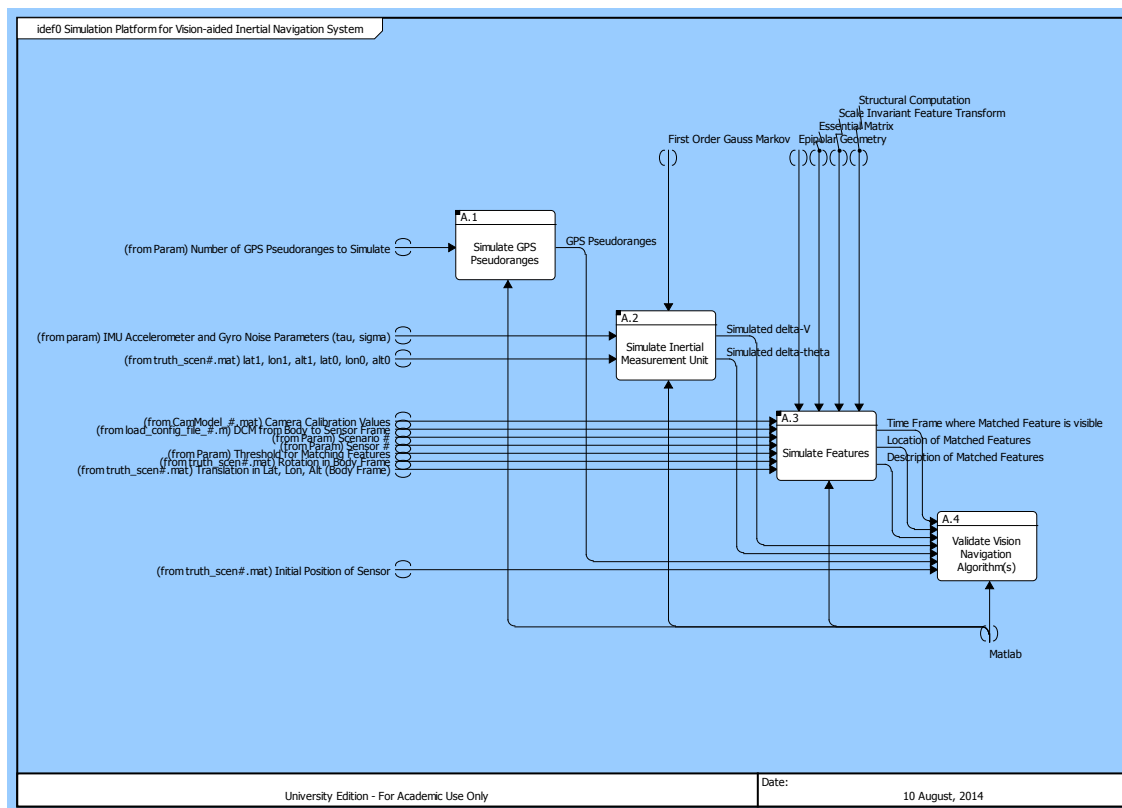 idef0 Simulation Platform for Vision-aided Inertial Navigation System
Structural Computation
Scale Invariant Feature Transform
Essential Matrix
First Order Gauss Markov
Epipolar Geometry
A.1
Simulate GPS
Pseudoranges
GPS Pseudoranges
(from Param) Number of GPS Pseudoranges to Simulate
A.2
Simulate Inertial
Measurement Unit
Simulated delta-V
Simulated delta-theta
(from param) IMU Accelerometer and Gyro Noise Parameters (tau, sigma)
(from truth_scen#.mat) lat1, lon1, alt1, lat0, lon0, alt0
(from CamModel_#.mat) Camera Calibration Values
(from load_config_file_#.m) DCM from Body to Sensor Frame
(from Param) Scenario #
(from Param) Sensor #
(from Param) Threshold for Matching Features
(from truth_scen#.mat) Rotation in Body Frame
(from truth_scen#.mat) Translation in Lat, Lon, Alt (Body Frame)
A.3
Simulate Features
Time Frame where Matched Feature is visible
Location of Matched Features
Description of Matched Features
A.4
Validate Vision
Navigation
Algorithm(s)
(from truth_scen#.mat) Initial Position of Sensor
Matlab
University Edition - For Academic Use Only
Date:
10 August, 2014